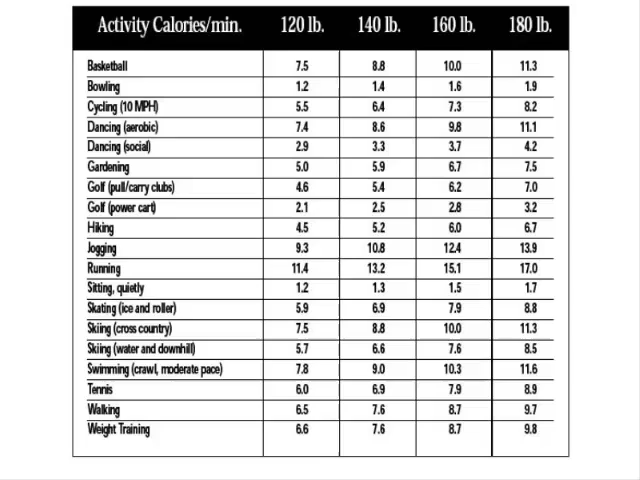 Activity Calories/min. 120 lb. 140 lb. 160 lb. 180 lb.
Basketball 7.5 8.8 10.0 11.3
Bowling 1.2 1.4 1.6 1.9
Cycling (10 MPH) 5.5 6.4 7.3 8.2
Dancing (aerobic) 7.4 8.6 9.8 11.1
Dancing (social) 2.9 3.3 3.7 4.2
Gardening 5.0 5.9 6.7 7.5
Golf (pull/carry clubs) 4.6 5.4 6.2 7.0
Golf (power cart) 2.1 2.5 2.8 3.2
Hiking 4.5 5.2 6.0 6.7
Jogging 9.3 10.8 12.4 13.9
Running 11.4 13.2 15.1 17.0
Sitting, quietly 1.2 1.3 1.5 1.7
Skating (ice and roller) 5.9 6.9 7.9 8.8
Skiing (cross country) 7.5 8.8 10.0 11.3
Skiing (water and downhill) 5.7 6.6 7.6 8.5
Swimming (crawl, moderate pace) 7.8 9.0 10.3 11.6
Tennis 6.0 6.9 7.9 8.9
Walking 6.5 7.6 8.7 9.7
Weight Training 6.6 7.6 8.7 9.8